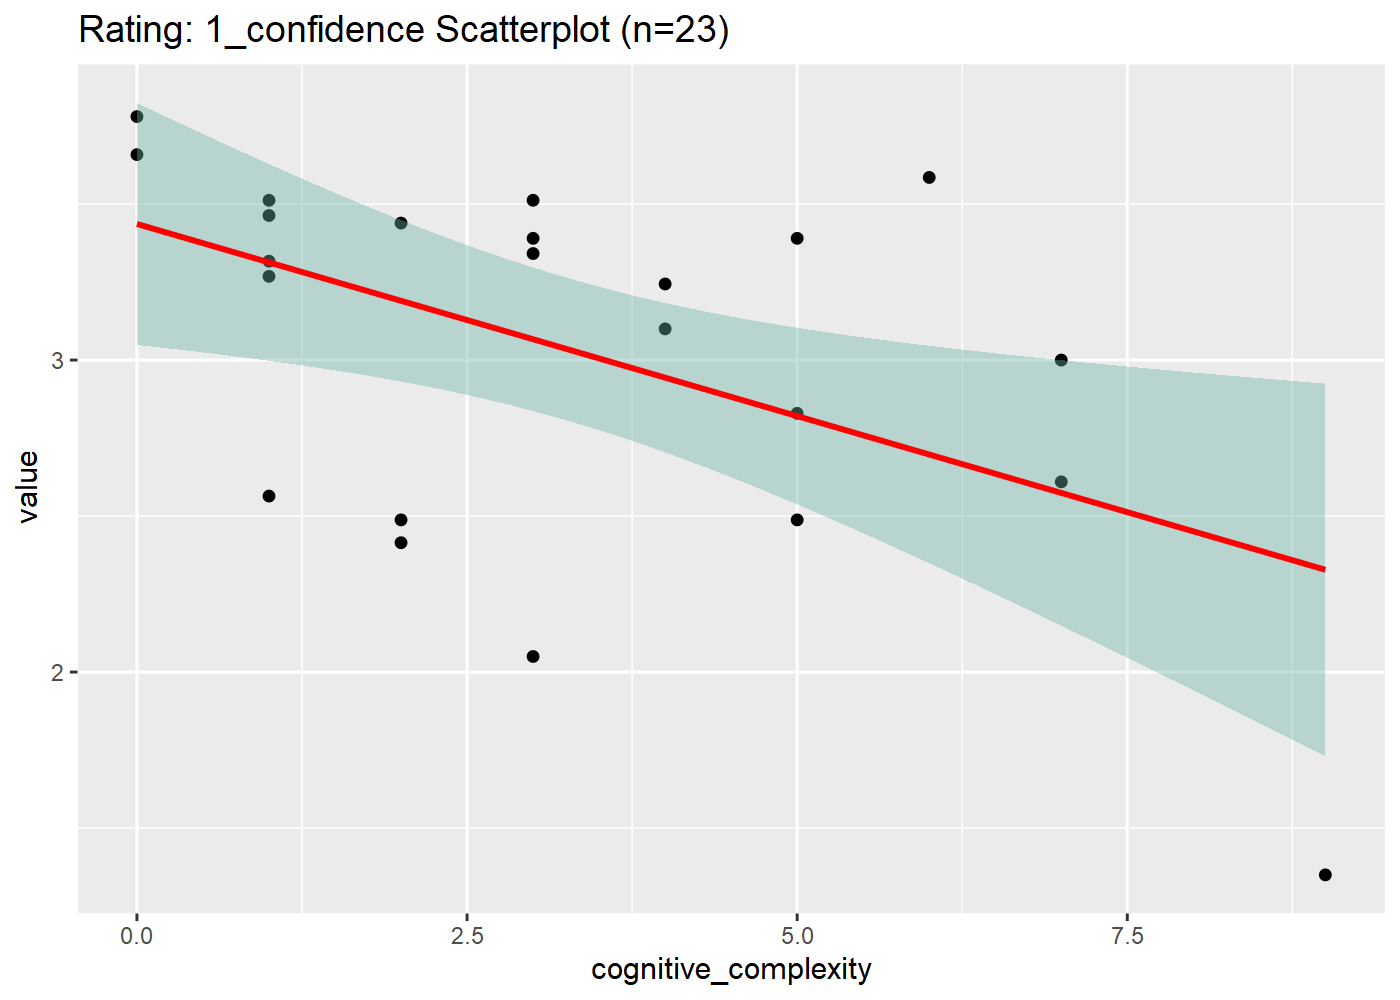 Rating: 1_confidence Scatterplot (n=23)
value
3
2
0.0 2.5 5.0 7.5
cognitive_complexity